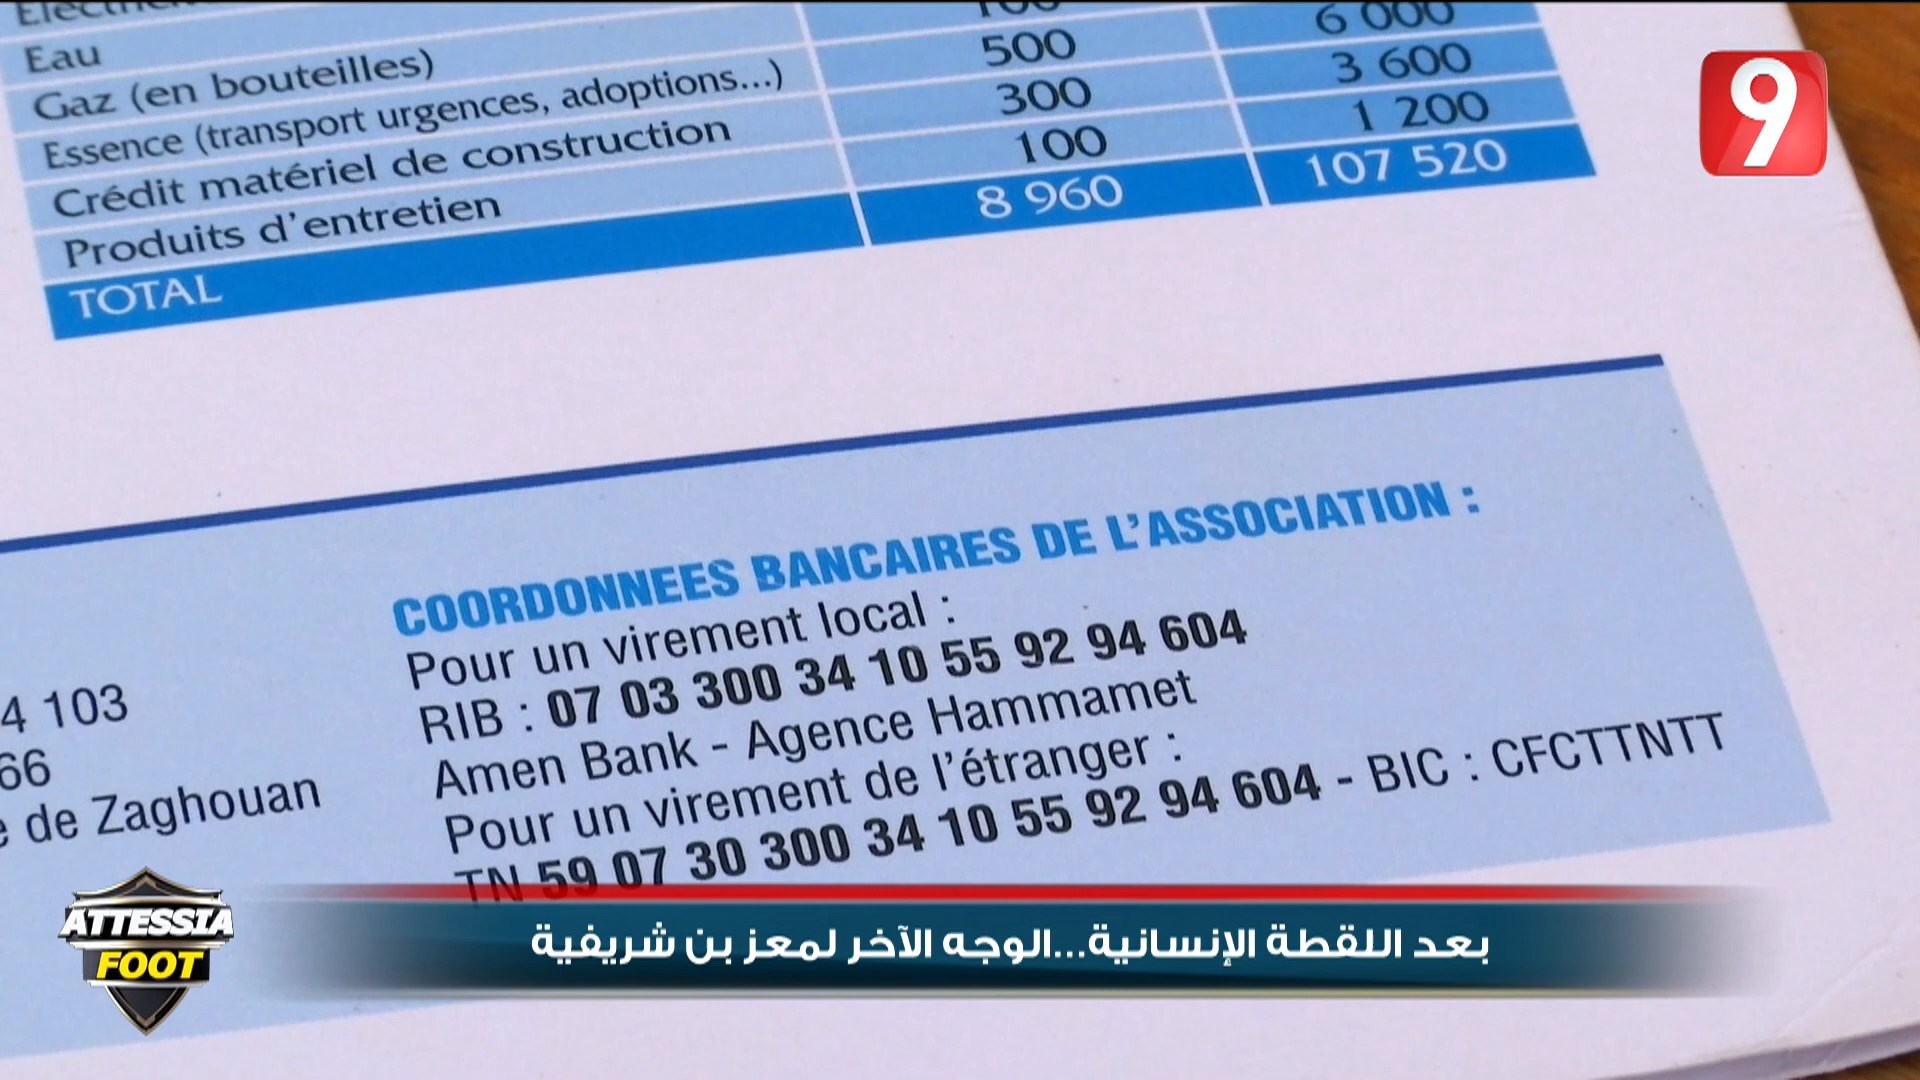 Eau
Gaz (en bouteilles) 500 6 000
Essence (transport urgences, adoptions...) 300 3 600
Crédit matériel de construction 100 1 200
Produits d'entretien 8 960 107 520
TOTAL
9
COORDONNEES BANCAIRES DE L'ASSOCIATION :
Pour un virement local :
RIB : 07 03 300 34 10 55 92 94 604
Amen Bank - Agence Hammamet
Pour un virement de l'étranger :
TN 59 07 30 300 34 10 55 92 94 604 - BIC : CFCTTNTT
4 103
66
de Zaghouan
ATTESSIA
FOOT
بعد اللقطة الإنسانية...الوجه الآخر لمعز بن شريفية